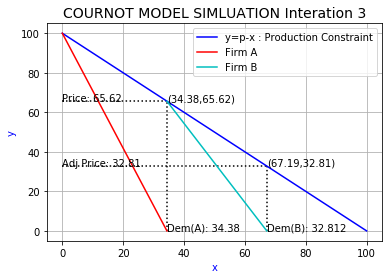 COURNOT MODEL SIMLUATION Interation 3
y=p-x : Production Constraint
Firm A
Firm B
100
80
60
40
20
0
y
Price: 65.62
(34.38,65.62)
Adj.Price: 32.81
(67.19,32.81)
Dem(A): 34.38
Dem(B): 32.812
0
20
40
60
80
100
x